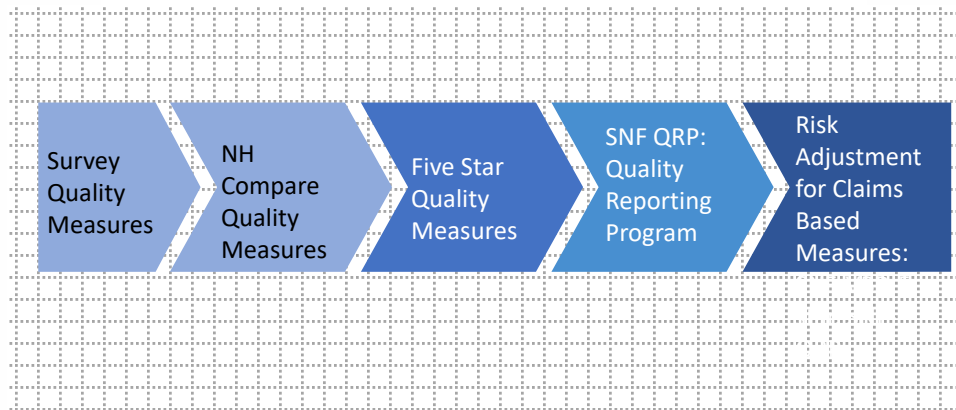 Survey
Quality
Measures
NH
Compare
Quality
Measures
Five Star
Quality
Measures
SNF QRP:
Quality
Reporting
Program
Risk
Adjustment
for Claims
Based
Measures: